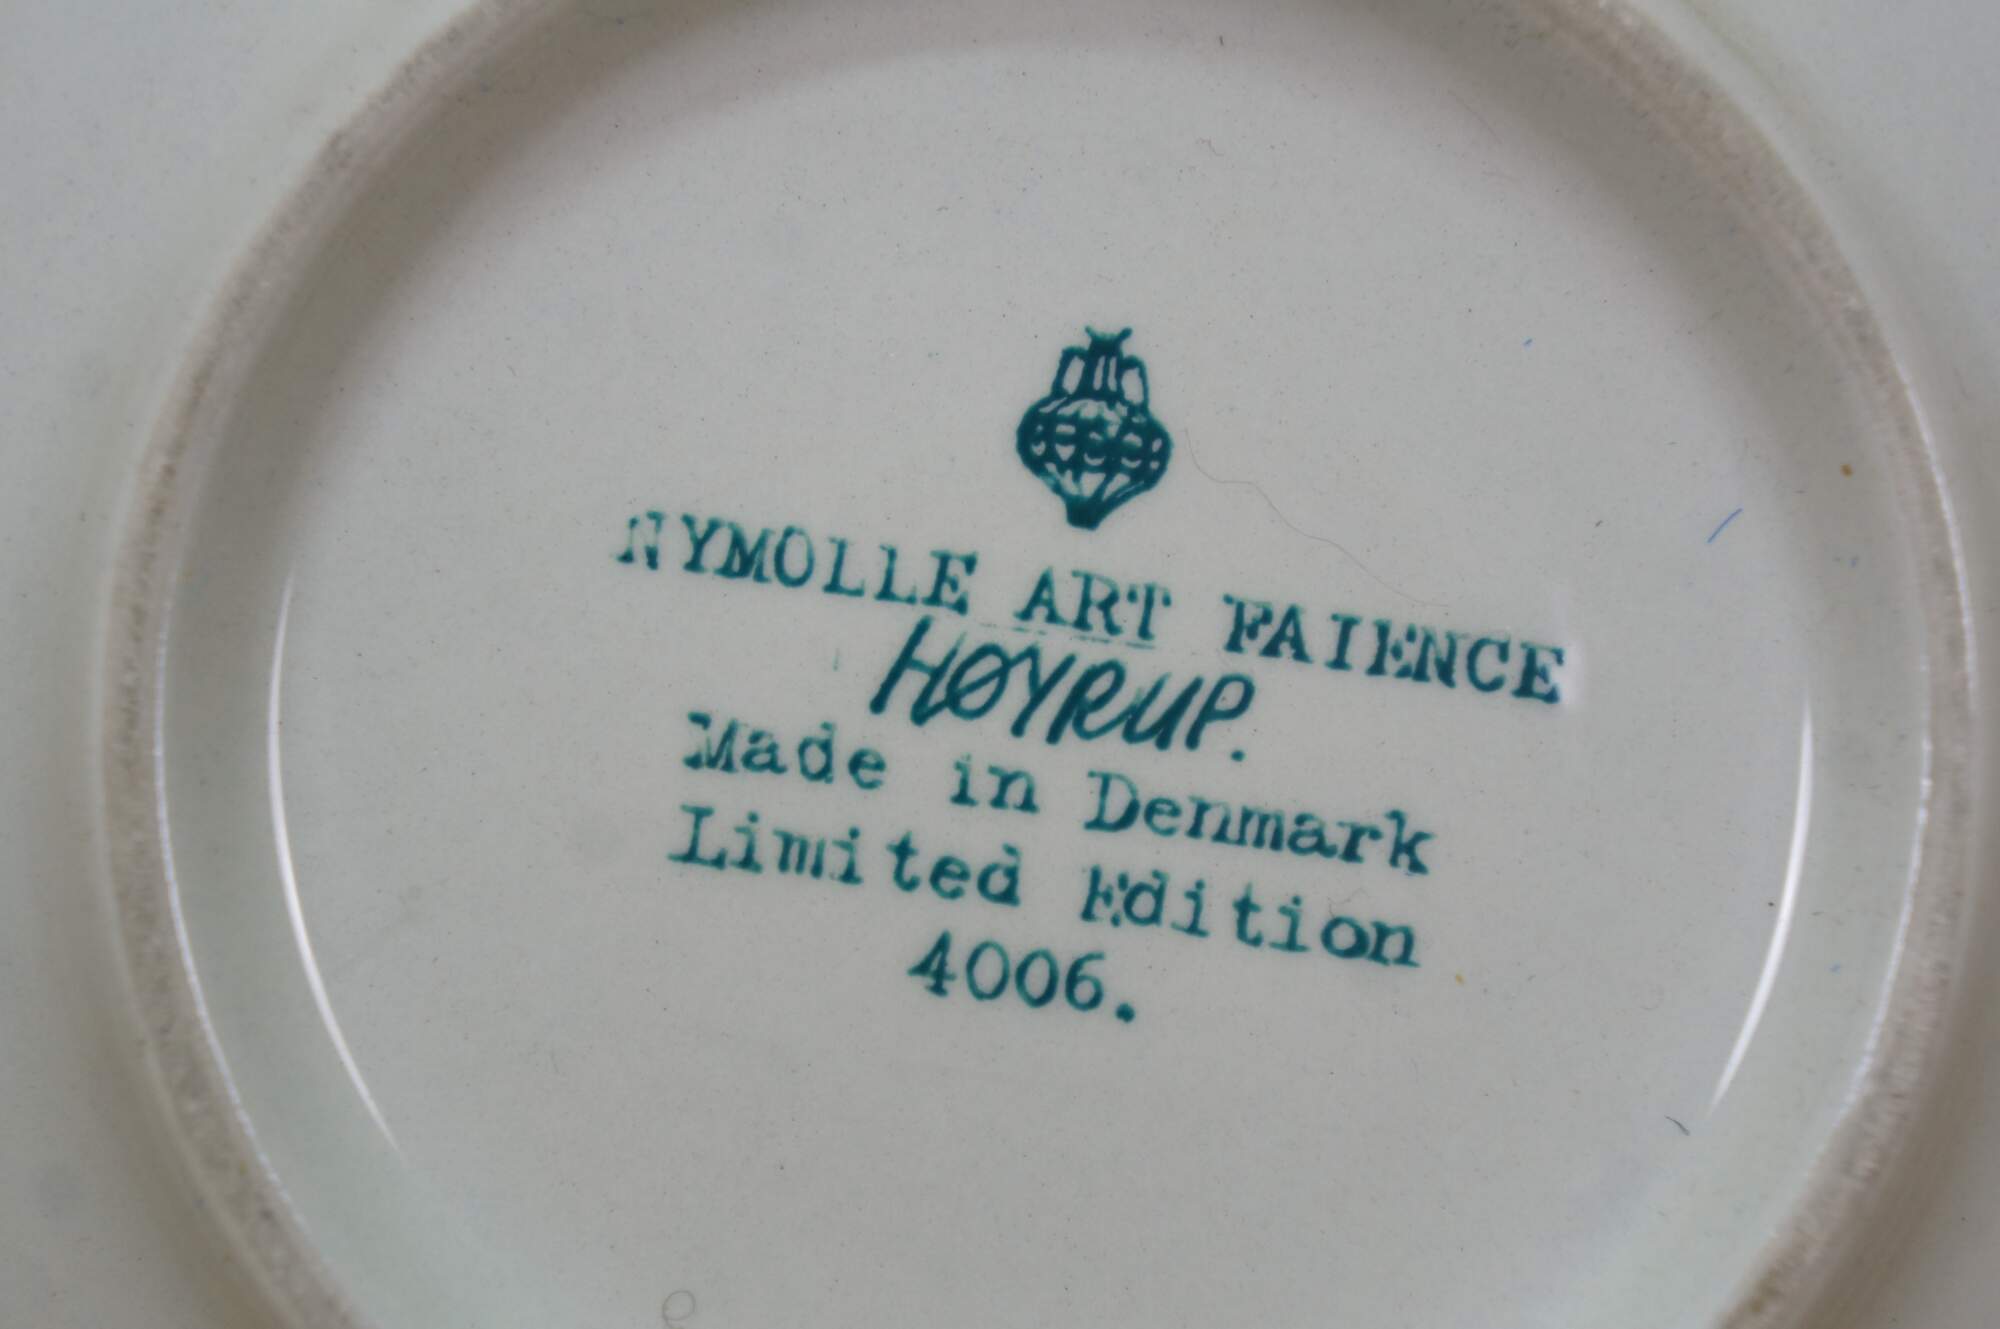 NYMOLLE ART FAIENCE
HØYRUP.
Made in Denmark
Limited Edition
4006.